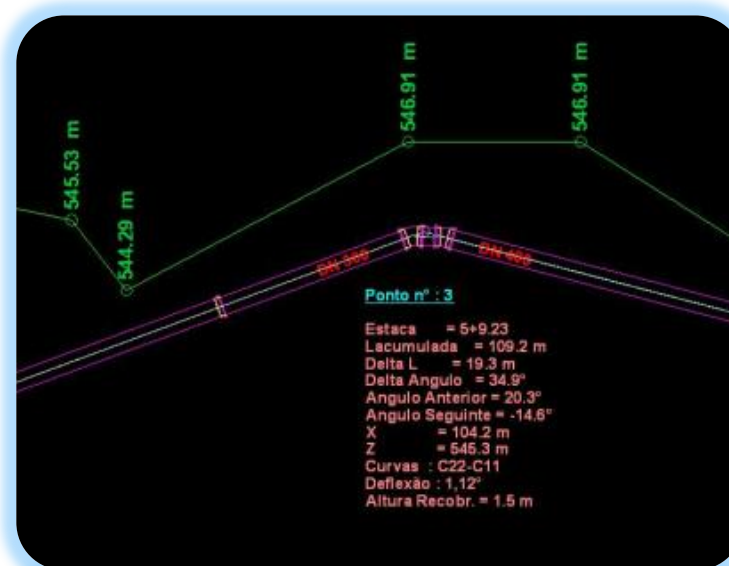 546.91 m
546.91 m
545.53 m
544.29 m
DN 400
Ponto nº : 3
Estaca = 5+9.23
Lacumulada = 109.2 m
Delta L = 19.3 m
Delta Angulo = 34.9º
Angulo Anterior = 20.3º
Angulo Seguinte = -14.6º
X = 104.2 m
Z = 545.3 m
Curvas : C22-C11
Deflexão : 1,12º
Altura Recobr. = 1.5 m